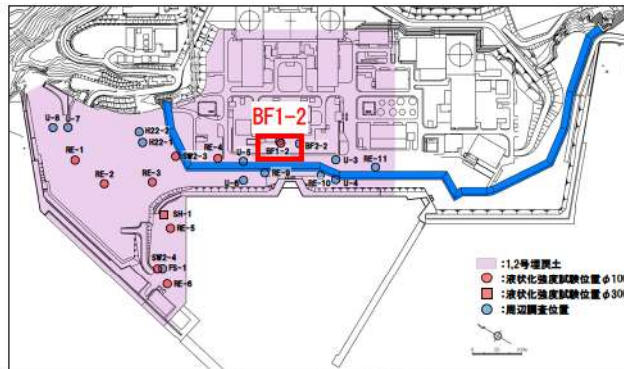 BF1-2
U-8
U-7
H22-2
H22-1
RE-1
SW2-3
RE-4
BF1-2
BF2-2
U-5
U-3
RE-11
RE-2
RE-3
U-6
RE-9
RE-10
U-4
SH-1
RE-5
SW2-4
FS-1
RE-6
:1,2号埋戻土
:液状化強度試験位置φ100
:液状化強度試験位置φ300
:周辺調査位置